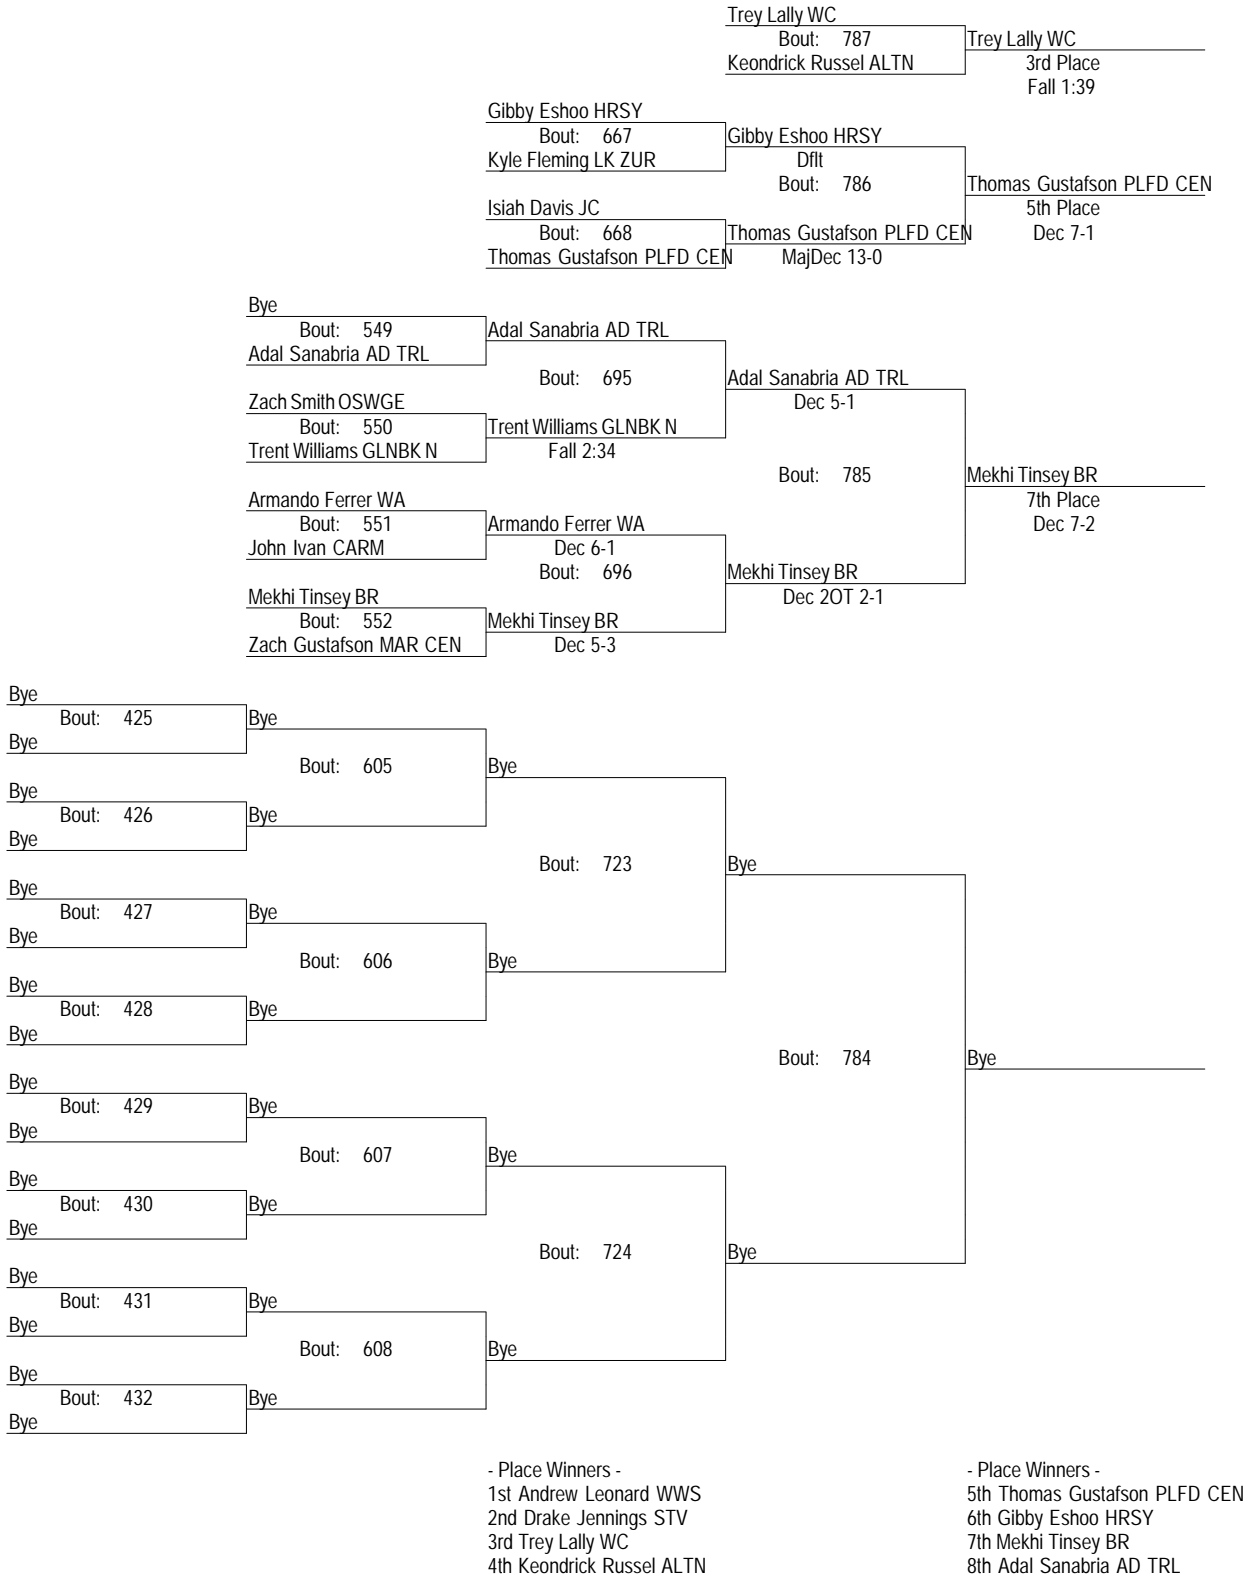 Trey Lally WC
Bout: 787
Trey Lally WC
Keondrick Russel ALTN
3rd Place
Fall 1:39
Gibby Eshoo HRSY
Bout: 667
Gibby Eshoo HRSY
Kyle Fleming LK ZUR
Dflt
Bout: 786
Thomas Gustafson PLFD CEN
Isiah Davis JC
5th Place
Bout: 668
Thomas Gustafson PLFD CEN
Dec 7-1
Thomas Gustafson PLFD CEN
MajDec 13-0
Bye
Bout: 549
Adal Sanabria AD TRL
Adal Sanabria AD TRL
Bout: 695
Adal Sanabria AD TRL
Zach Smith OSWGE
Dec 5-1
Bout: 550
Trent Williams GLNBK N
Trent Williams GLNBK N
Fall 2:34
Bout: 785
Mekhi Tinsey BR
Armando Ferrer WA
7th Place
Bout: 551
Armando Ferrer WA
Dec 7-2
John Ivan CARM
Dec 6-1
Bout: 696
Mekhi Tinsey BR
Mekhi Tinsey BR
Dec 2OT 2-1
Bout: 552
Mekhi Tinsey BR
Zach Gustafson MAR CEN
Dec 5-3
Bye
Bout: 425
Bye
Bye
Bout: 605
Bye
Bye
Bout: 426
Bye
Bye
Bout: 723
Bye
Bye
Bout: 427
Bye
Bye
Bout: 606
Bye
Bye
Bout: 428
Bye
Bye
Bout: 784
Bye
Bye
Bout: 429
Bye
Bye
Bout: 607
Bye
Bye
Bout: 430
Bye
Bye
Bout: 724
Bye
Bye
Bout: 431
Bye
Bye
Bout: 608
Bye
Bye
Bout: 432
Bye
Bye
- Place Winners -
1st Andrew Leonard WWS
2nd Drake Jennings STV
3rd Trey Lally WC
4th Keondrick Russel ALTN
- Place Winners -
5th Thomas Gustafson PLFD CEN
6th Gibby Eshoo HRSY
7th Mekhi Tinsey BR
8th Adal Sanabria AD TRL